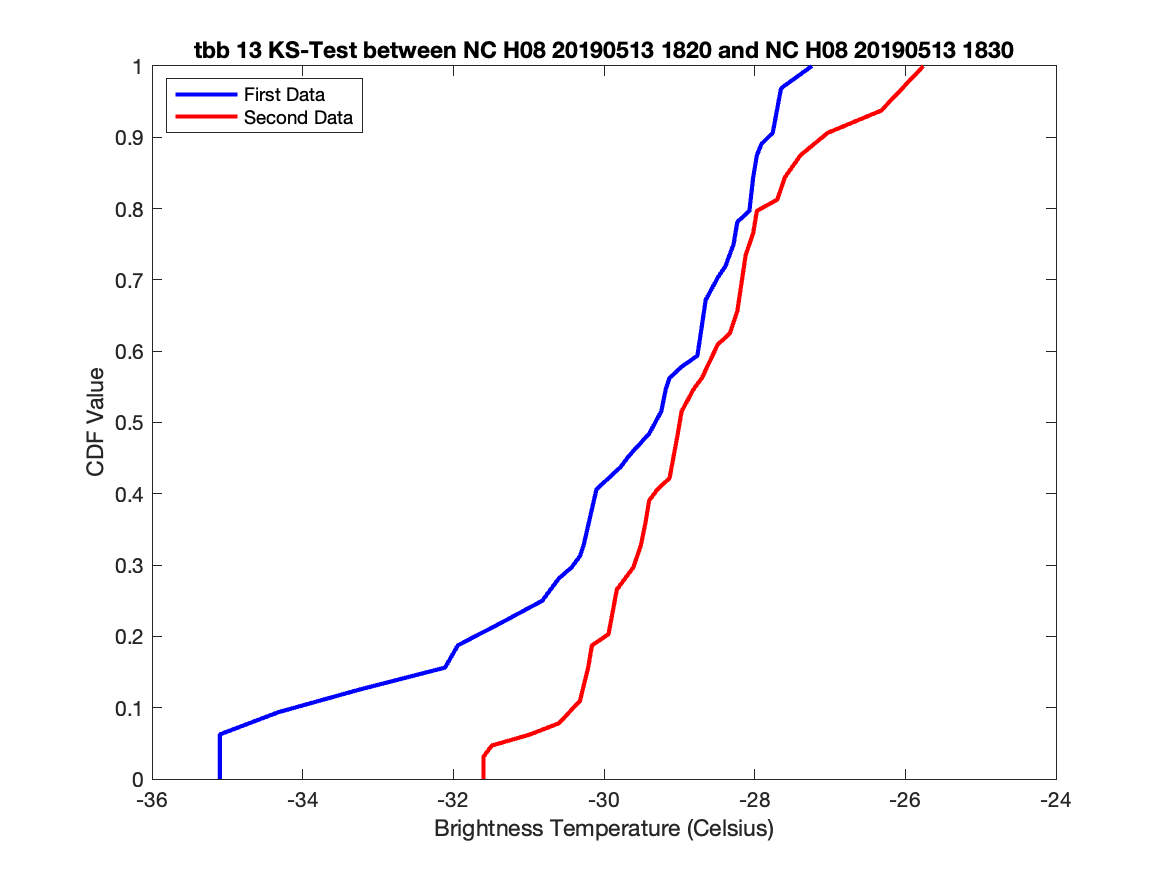 tbb 13 KS-Test between NC H08 20190513 1820 and NC H08 20190513 1830
First Data
Second Data
1
0.9
0.8
0.7
0.6
0.5
0.4
0.3
0.2
0.1
0
CDF Value
-36 -34 -32 -30 -28 -26 -24
Brightness Temperature (Celsius)